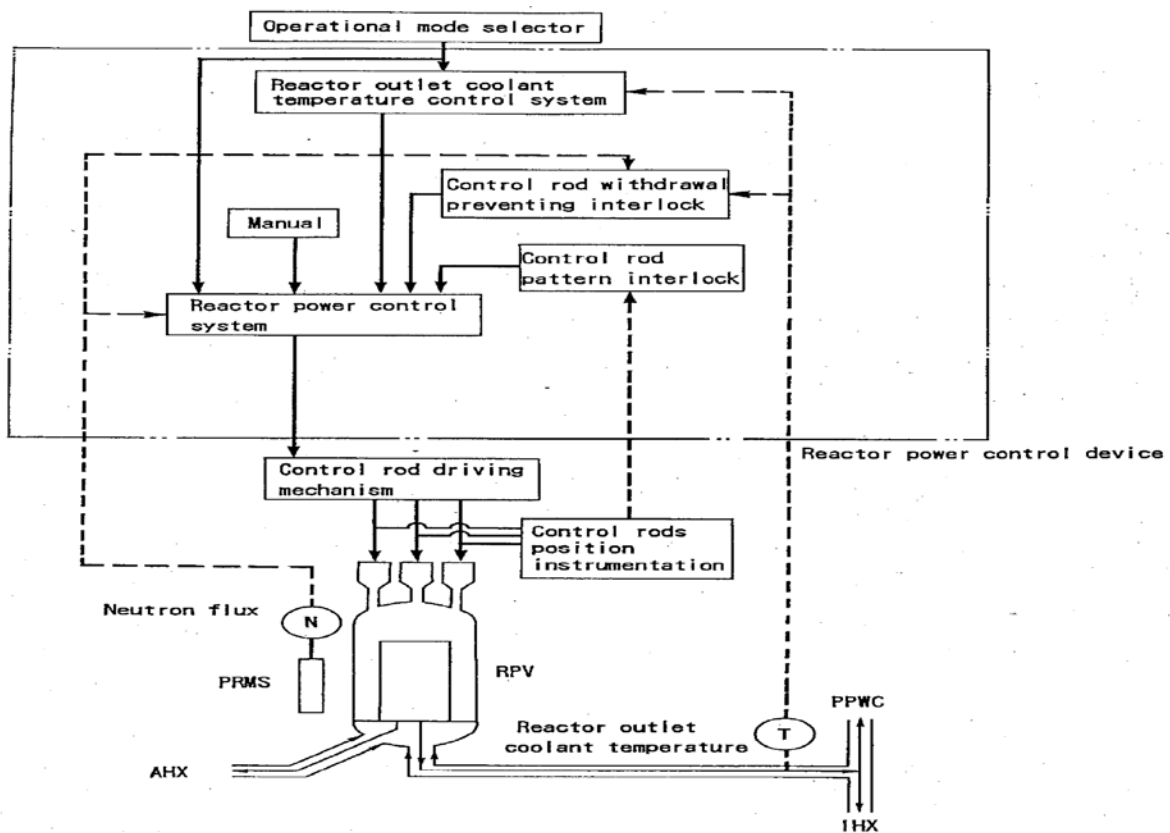 Operational mode selector
Reactor outlet coolant
temperature control system
Control rod withdrawal
preventing interlock
Manual
Control rod
pattern interlock
Reactor power control
system
Reactor power control device
Control rod driving
mechanism
Control rods
position
instrumentation
Neutron flux
N
PRMS
RPV
PPWC
Reactor outlet
coolant temperature
T
AHX
1HX